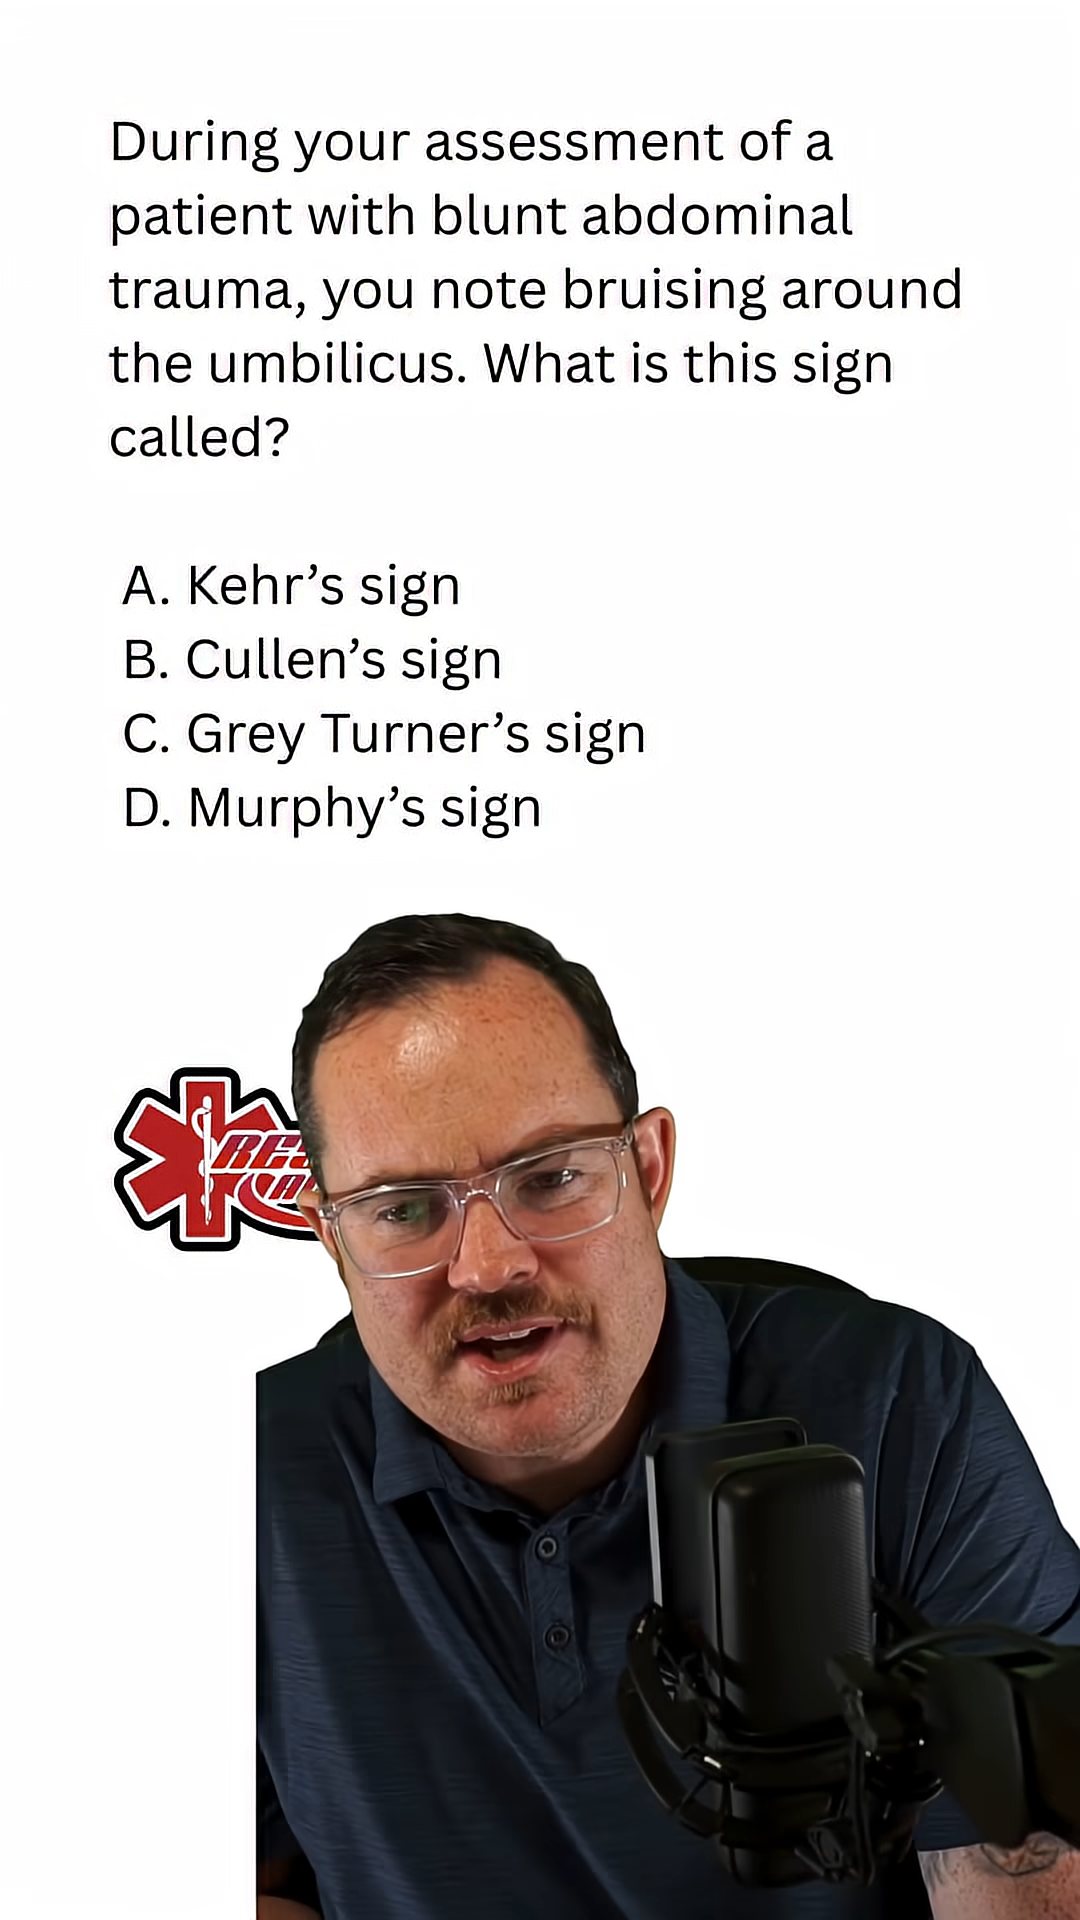 During your assessment of a
patient with blunt abdominal
trauma, you note bruising around
the umbilicus. What is this sign
called?
A. Kehr’s sign
B. Cullen’s sign
C. Grey Turner’s sign
D. Murphy’s sign